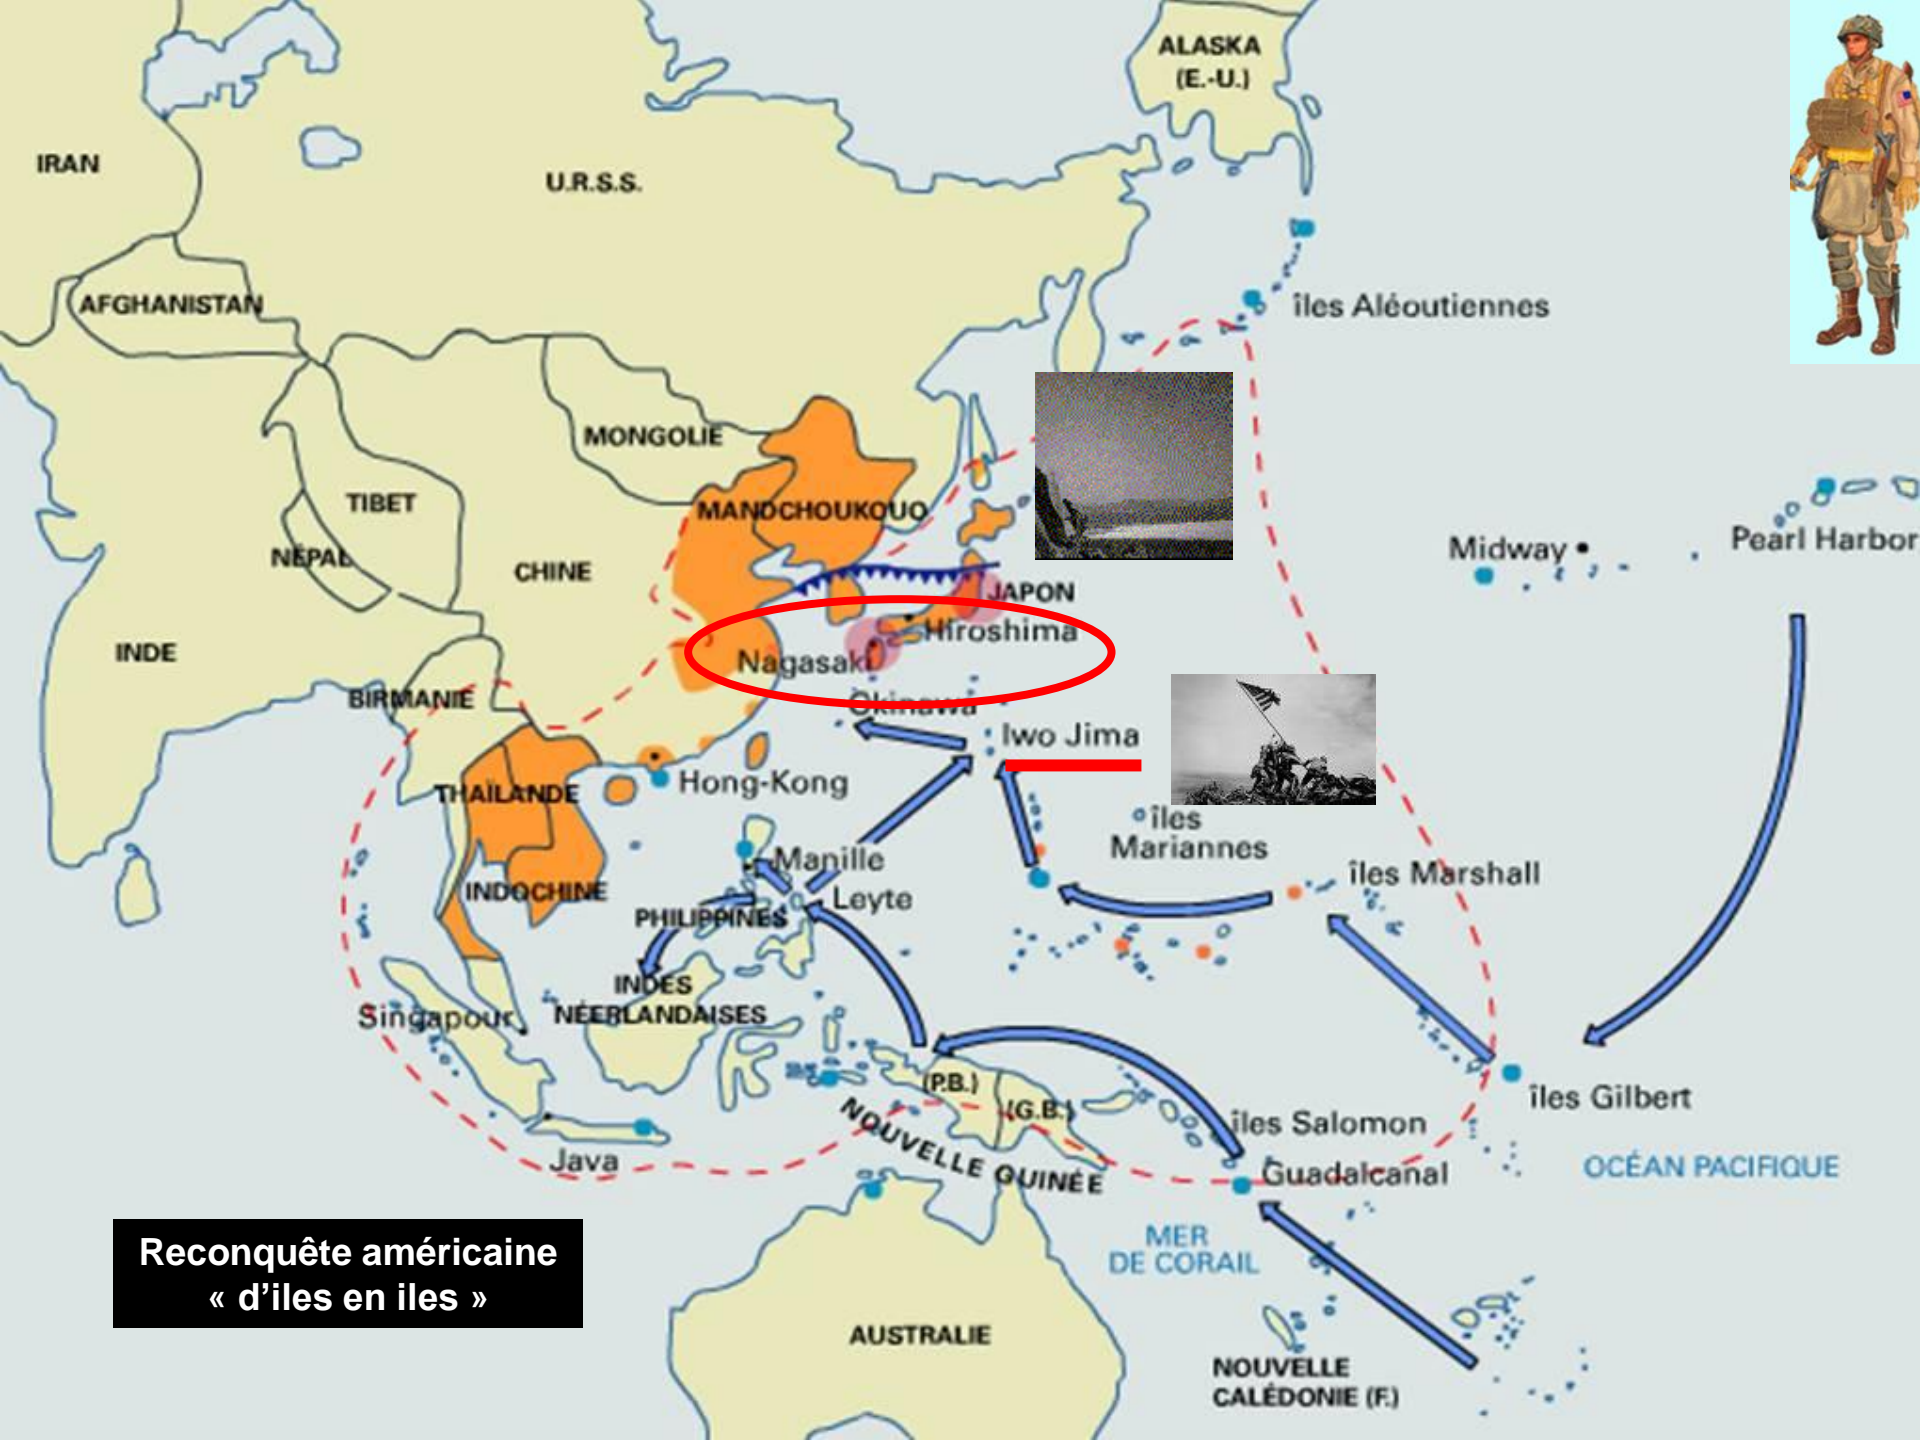 ALASKA
(E.-U.)
IRAN
U.R.S.S.
AFGHANISTAN
îles Aléoutiennes
MONGOLIE
TIBET
MANDCHOUKOUO
Midway
Pearl Harbor
NÉPAL
CHINE
JAPON
Hiroshima
INDE
Nagasaki
BIRMANIE
Okinawa
Iwo Jima
Hong-Kong
THAÏLANDE
îles
Mariannes
Manille
îles Marshall
INDOCHINE
Leyte
PHILIPPINES
INDES
NÉERLANDAISES
Singapour
(P.B.)
(G.B.)
îles Gilbert
îles Salomon
NOUVELLE GUINÉE
Java
Guadalcanal
OCÉAN PACIFIQUE
MER
DE CORAIL
Reconquête américaine
« d’iles en iles »
AUSTRALIE
NOUVELLE
CALÉDONIE (F.)